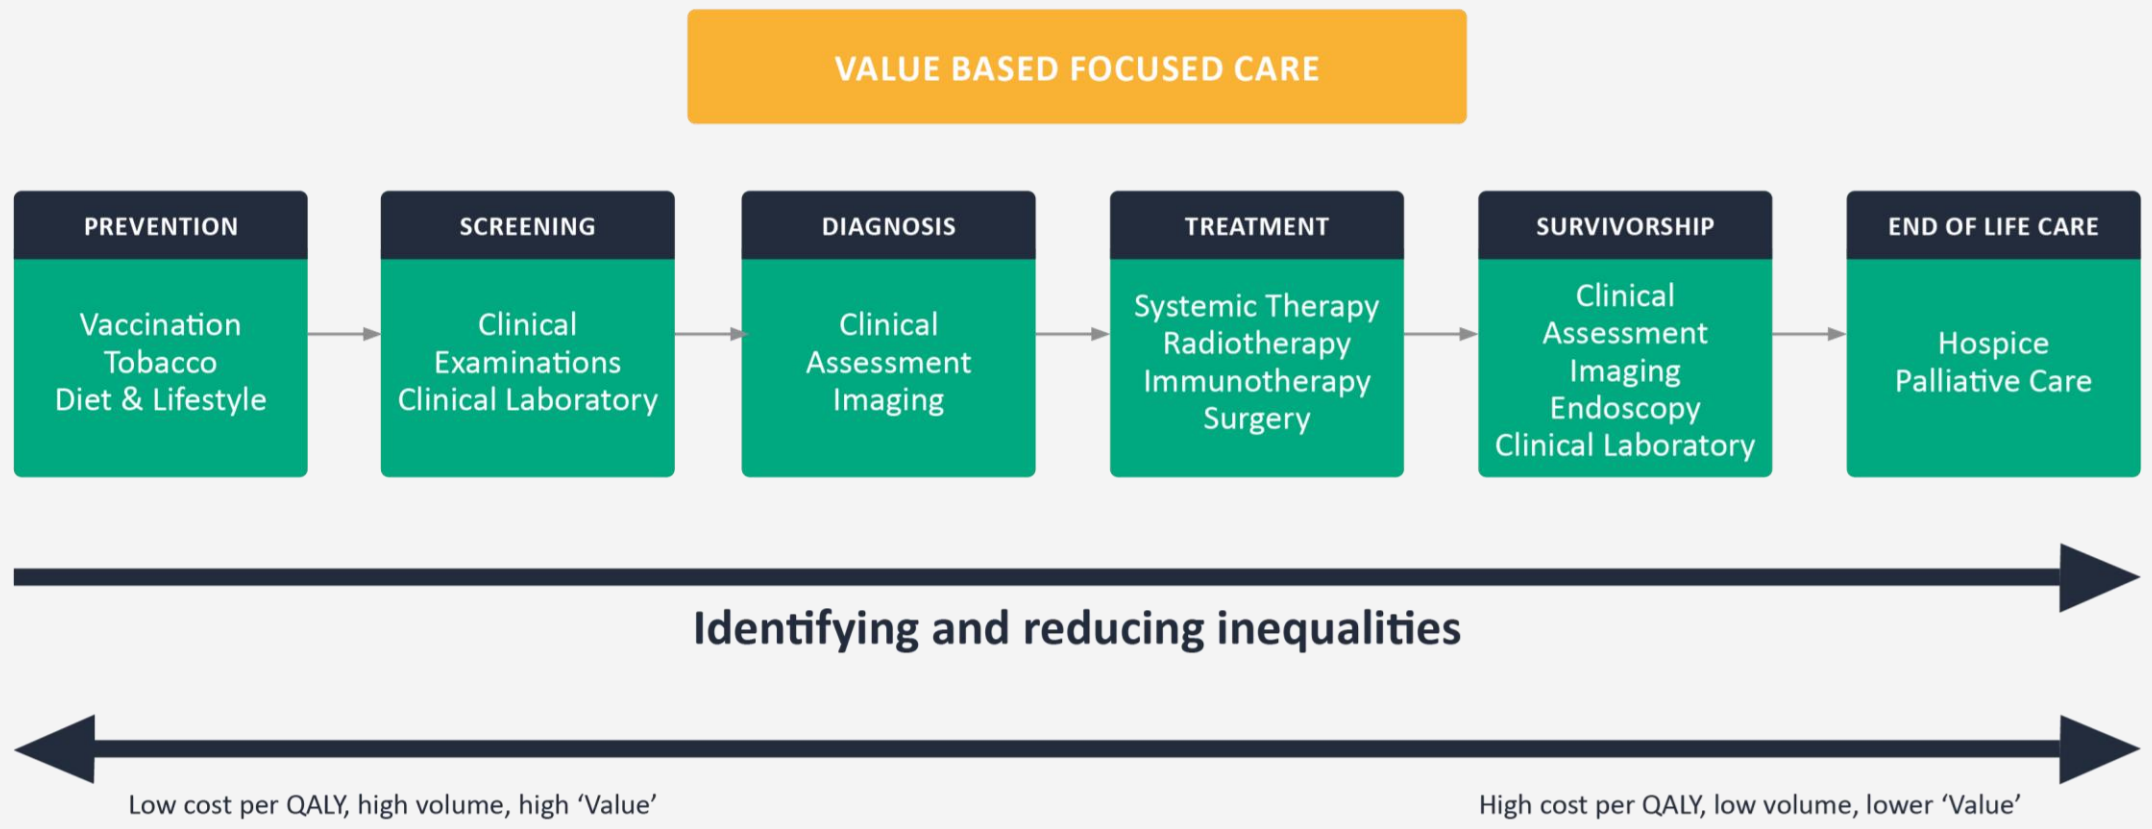 VALUE BASED FOCUSED CARE
PREVENTION
Vaccination
Tobacco
Diet & Lifestyle
SCREENING
Clinical
Examinations
Clinical Laboratory
DIAGNOSIS
Clinical
Assessment
Imaging
TREATMENT
Systemic Therapy
Radiotherapy
Immunotherapy
Surgery
SURVIVORSHIP
Clinical
Assessment
Imaging
Endoscopy
Clinical Laboratory
END OF LIFE CARE
Hospice
Palliative Care
Identifying and reducing inequalities
Low cost per QALY, high volume, high ‘Value’
High cost per QALY, low volume, lower ‘Value’